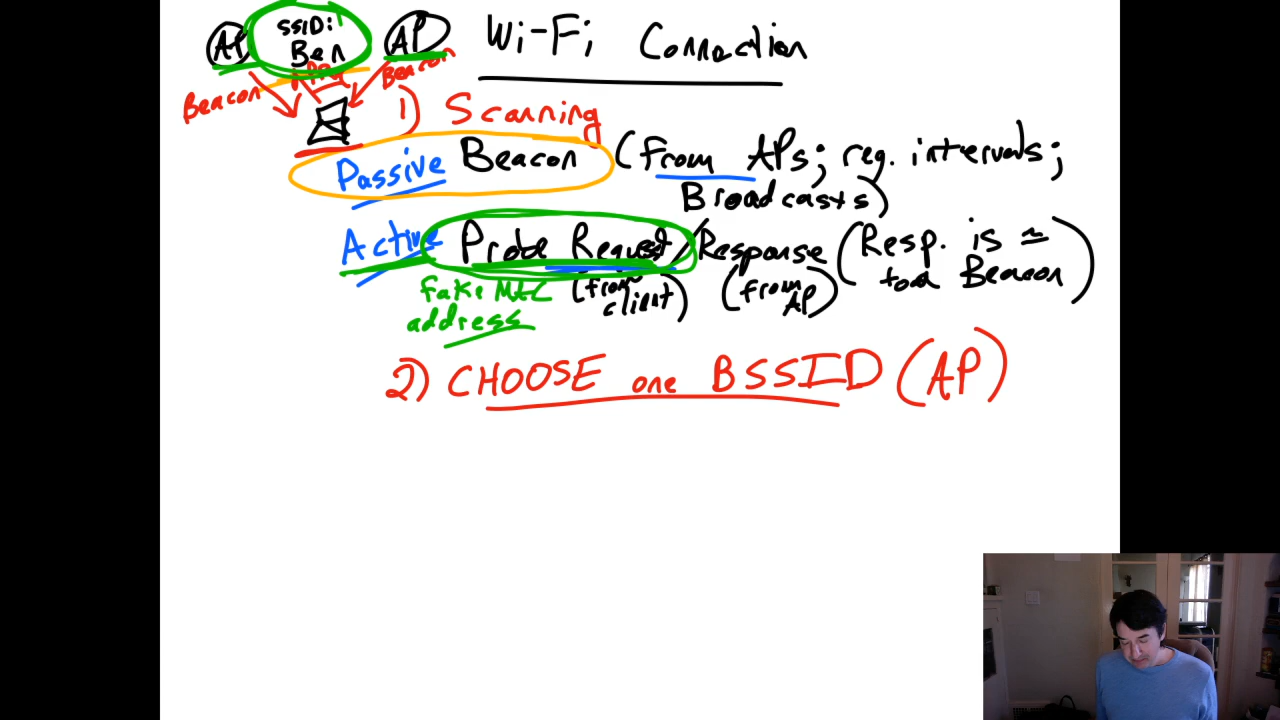 AP SSID: Ben AP
Beacon Beacon
Wi-Fi Connection
1) Scanning
Passive Beacon (from APs; reg. intervals;
Broadcasts)
Active Probe Request/Response (Resp. is ≈
to a Beacon)
fake MAC address
(from client) (from AP)
2) CHOOSE one BSSID (AP)